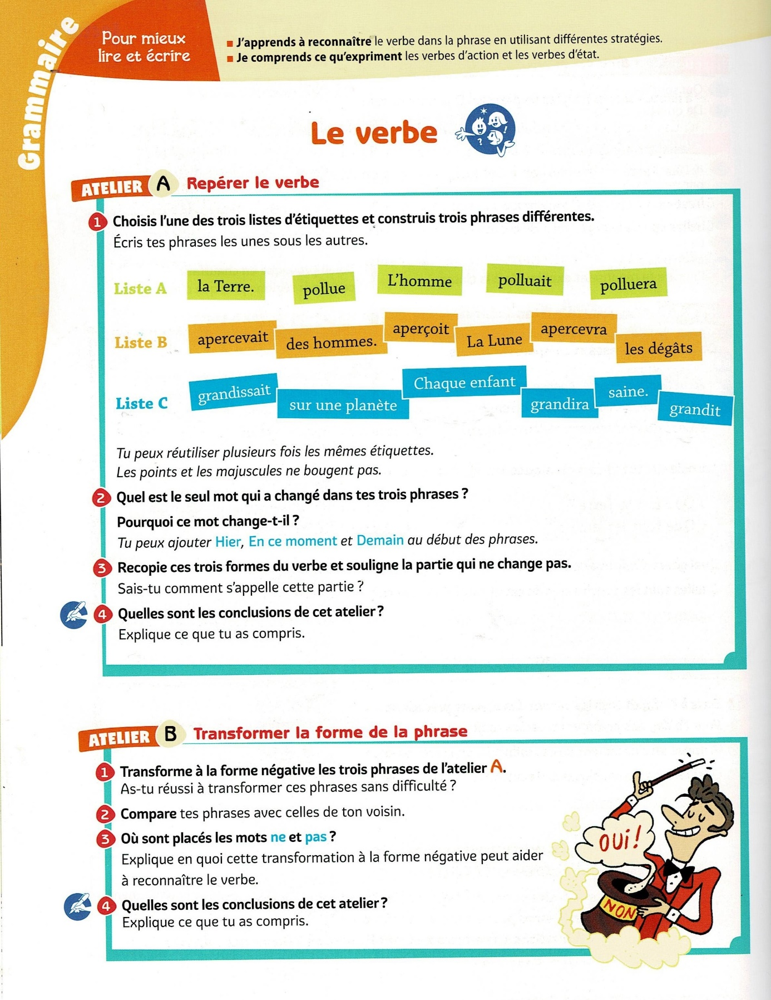 Grammaire
Pour mieux
lire et écrire
■ J'apprends à reconnaître le verbe dans la phrase en utilisant différentes stratégies.
■ Je comprends ce qu'expriment les verbes d'action et les verbes d'état.
Le verbe
ATELIER A Repérer le verbe
1 Choisis l'une des trois listes d'étiquettes et construis trois phrases différentes.
Écris tes phrases les unes sous les autres.
Liste A la Terre. pollue L'homme polluait polluera
Liste B apercevait des hommes. aperçoit La Lune apercevra les dégâts
Liste C grandissait sur une planète Chaque enfant grandira saine. grandit
Tu peux réutiliser plusieurs fois les mêmes étiquettes.
Les points et les majuscules ne bougent pas.
2 Quel est le seul mot qui a changé dans tes trois phrases ?
Pourquoi ce mot change-t-il ?
Tu peux ajouter Hier, En ce moment et Demain au début des phrases.
3 Recopie ces trois formes du verbe et souligne la partie qui ne change pas.
Sais-tu comment s'appelle cette partie ?
4 Quelles sont les conclusions de cet atelier ?
Explique ce que tu as compris.
ATELIER B Transformer la forme de la phrase
1 Transforme à la forme négative les trois phrases de l'atelier A.
As-tu réussi à transformer ces phrases sans difficulté ?
2 Compare tes phrases avec celles de ton voisin.
3 Où sont placés les mots ne et pas ?
Explique en quoi cette transformation à la forme négative peut aider
à reconnaître le verbe.
4 Quelles sont les conclusions de cet atelier ?
Explique ce que tu as compris.
OUI !
NON